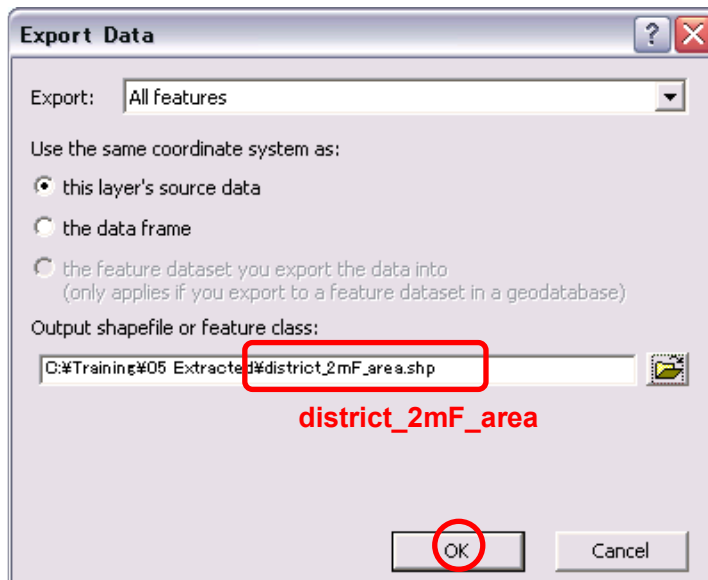 Export Data
Export: All features
Use the same coordinate system as:
this layer's source data
the data frame
the feature dataset you export the data into
(only applies if you export to a feature dataset in a geodatabase)
Output shapefile or feature class:
C:¥Training¥05 Extracted¥district_2mF_area.shp
district_2mF_area
OK Cancel